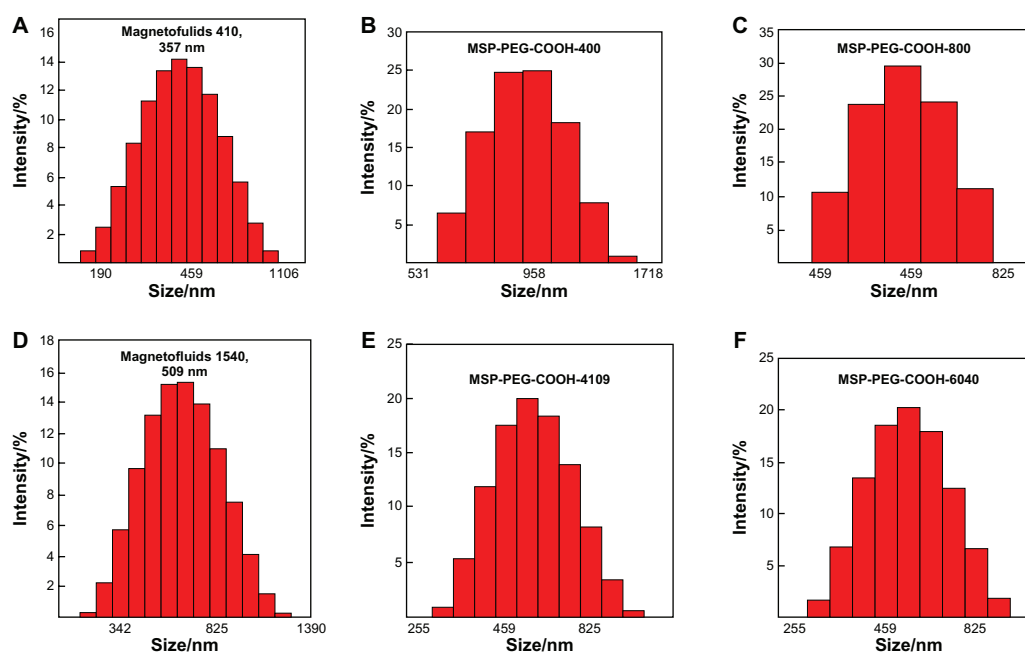 A
Magnetofulids 410,
357 nm
16
14
12
10
8
6
4
2
Intensity/%
190 459 1106
Size/nm
B
MSP-PEG-COOH-400
30
25
20
15
10
5
Intensity/%
531 958 1718
Size/nm
C
MSP-PEG-COOH-800
35
30
25
20
15
10
5
Intensity/%
459 459 825
Size/nm
D
Magnetofluids 1540,
509 nm
18
16
14
12
10
8
6
4
2
Intensity/%
342 825 1390
Size/nm
E
MSP-PEG-COOH-4109
25
20
15
10
5
Intensity/%
255 459 825
Size/nm
F
MSP-PEG-COOH-6040
25
20
15
10
5
Intensity/%
255 459 825
Size/nm